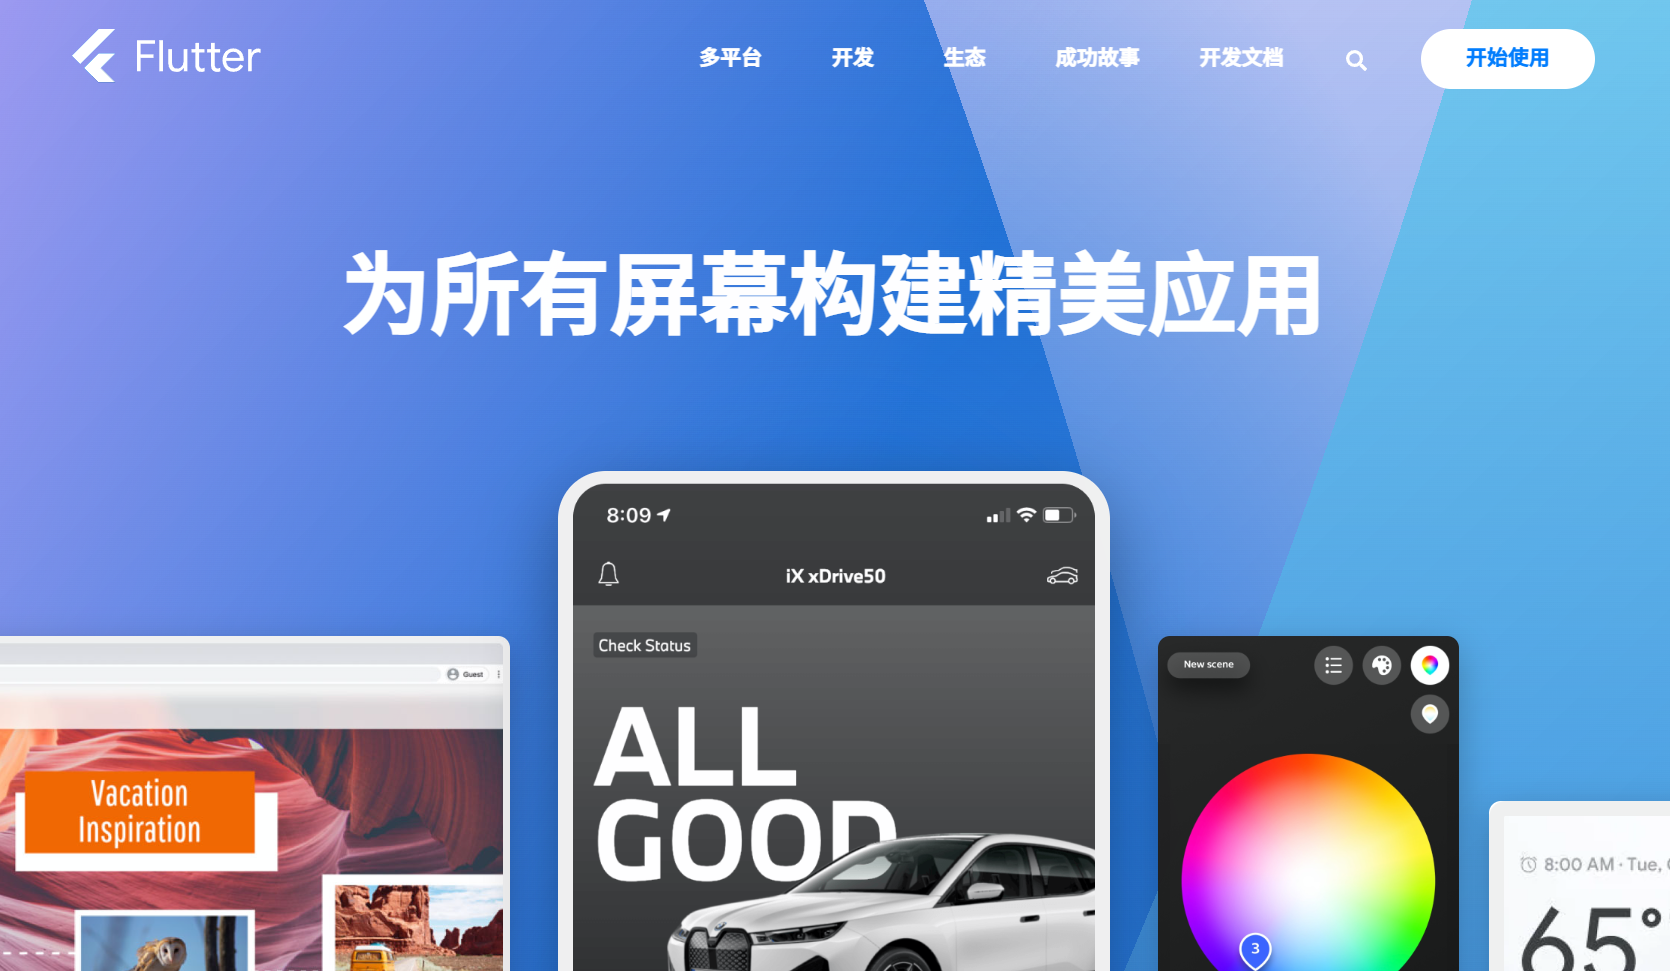 Flutter
多平台 开发 生态 成功故事 开发文档 开始使用
为所有屏幕构建精美应用
8:09
iX xDrive50
Check Status
ALL
GOOD
Guest
Vacation
Inspiration
New scene
3
8:00 AM · Tue,
65°